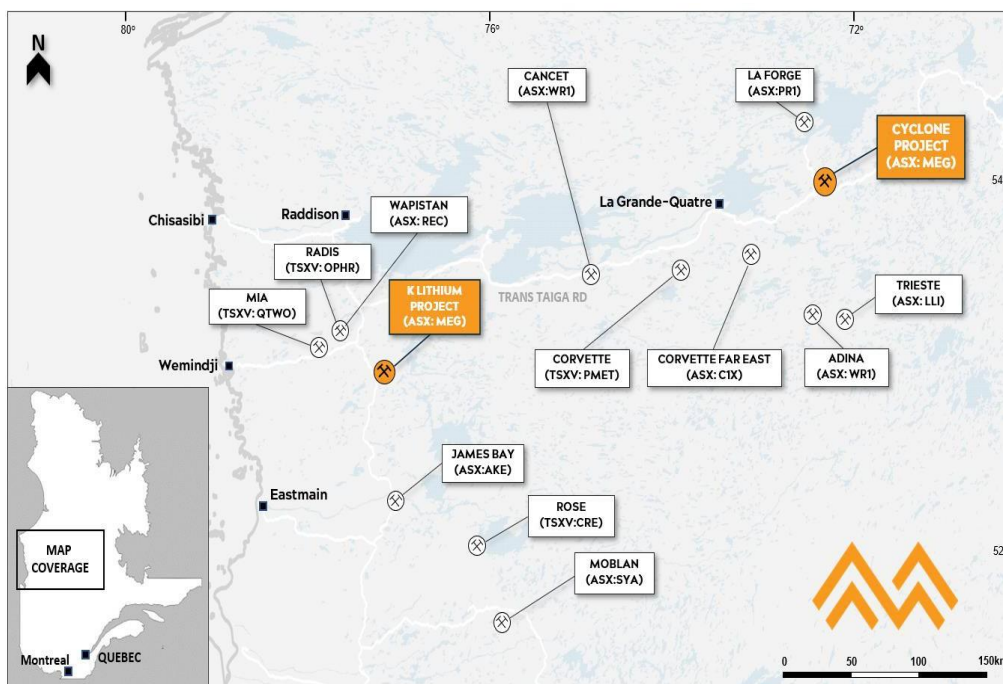 80°
76°
72°
N
CANCET
(ASX:WR1)
LA FORGE
(ASX:PR1)
CYCLONE
PROJECT
(ASX: MEG)
54
Chisasibi
Raddison
WAPISTAN
(ASX: REC)
La Grande-Quatre
RADIS
(TSXV: OPHR)
MIA
(TSXV: QTWO)
K LITHIUM
PROJECT
(ASX: MEG)
TRANS TAIGA RD
TRIESTE
(ASX: LLI)
Wemindji
CORVETTE
(TSXV: PMET)
CORVETTE FAR EAST
(ASX: C1X)
ADINA
(ASX: WR1)
JAMES BAY
(ASX:AKE)
Eastmain
ROSE
(TSXV:CRE)
52
MOBLAN
(ASX:SYA)
MAP
COVERAGE
Montreal
QUEBEC
0 50 100 150km